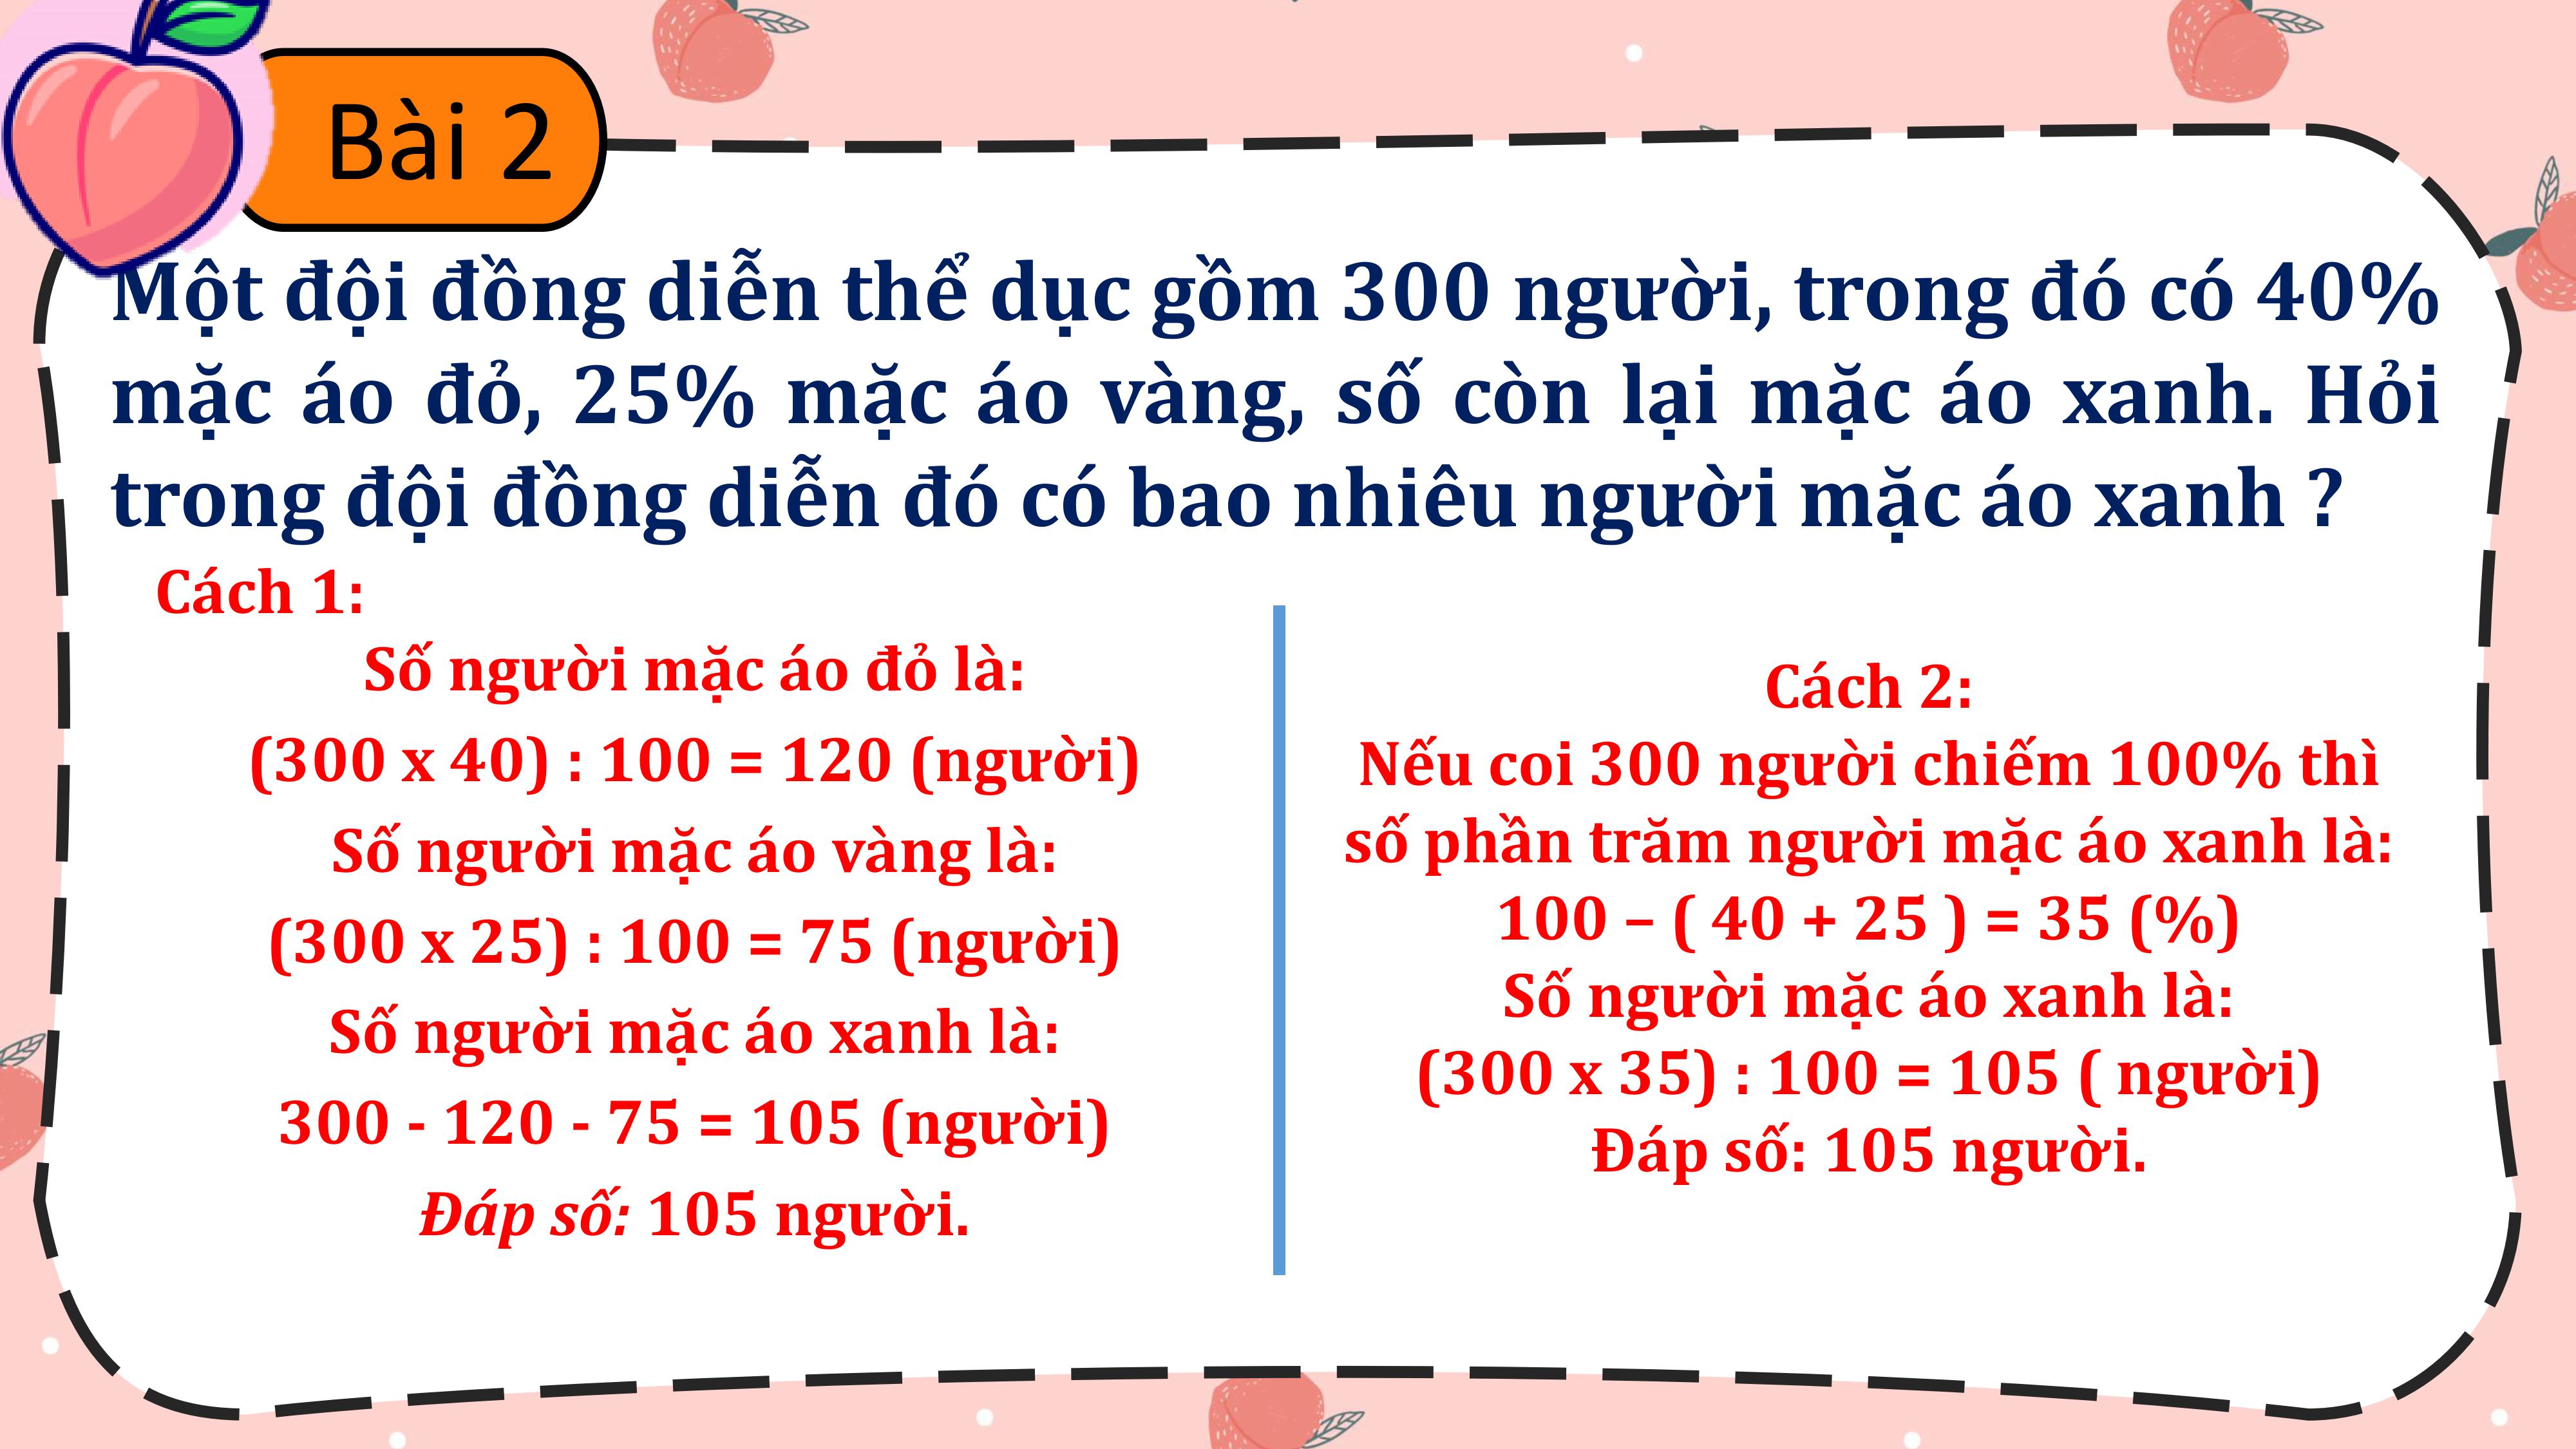 Bài 2
Một đội đồng diễn thể dục gồm 300 người, trong đó có 40%
mặc áo đỏ, 25% mặc áo vàng, số còn lại mặc áo xanh. Hỏi
trong đội đồng diễn đó có bao nhiêu người mặc áo xanh ?
Cách 1:
Số người mặc áo đỏ là:
(300 x 40) : 100 = 120 (người)
Số người mặc áo vàng là:
(300 x 25) : 100 = 75 (người)
Số người mặc áo xanh là:
300 - 120 - 75 = 105 (người)
Đáp số: 105 người.
Cách 2:
Nếu coi 300 người chiếm 100% thì
số phần trăm người mặc áo xanh là:
100 – ( 40 + 25 ) = 35 (%)
Số người mặc áo xanh là:
(300 x 35) : 100 = 105 ( người)
Đáp số: 105 người.